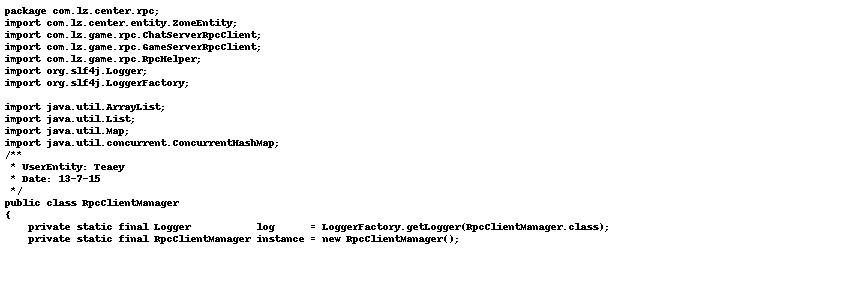 package com.lz.center.rpc;
import com.lz.center.entity.ZoneEntity;
import com.lz.game.rpc.ChatServerRpcClient;
import com.lz.game.rpc.GameServerRpcClient;
import com.lz.game.rpc.RpcHelper;
import org.slf4j.Logger;
import org.slf4j.LoggerFactory;

import java.util.ArrayList;
import java.util.List;
import java.util.Map;
import java.util.concurrent.ConcurrentHashMap;
/**
 * UserEntity: Teaey
 * Date: 13-7-15
 */
public class RpcClientManager
{
    private static final Logger           log      = LoggerFactory.getLogger(RpcClientManager.class);
    private static final RpcClientManager instance = new RpcClientManager();